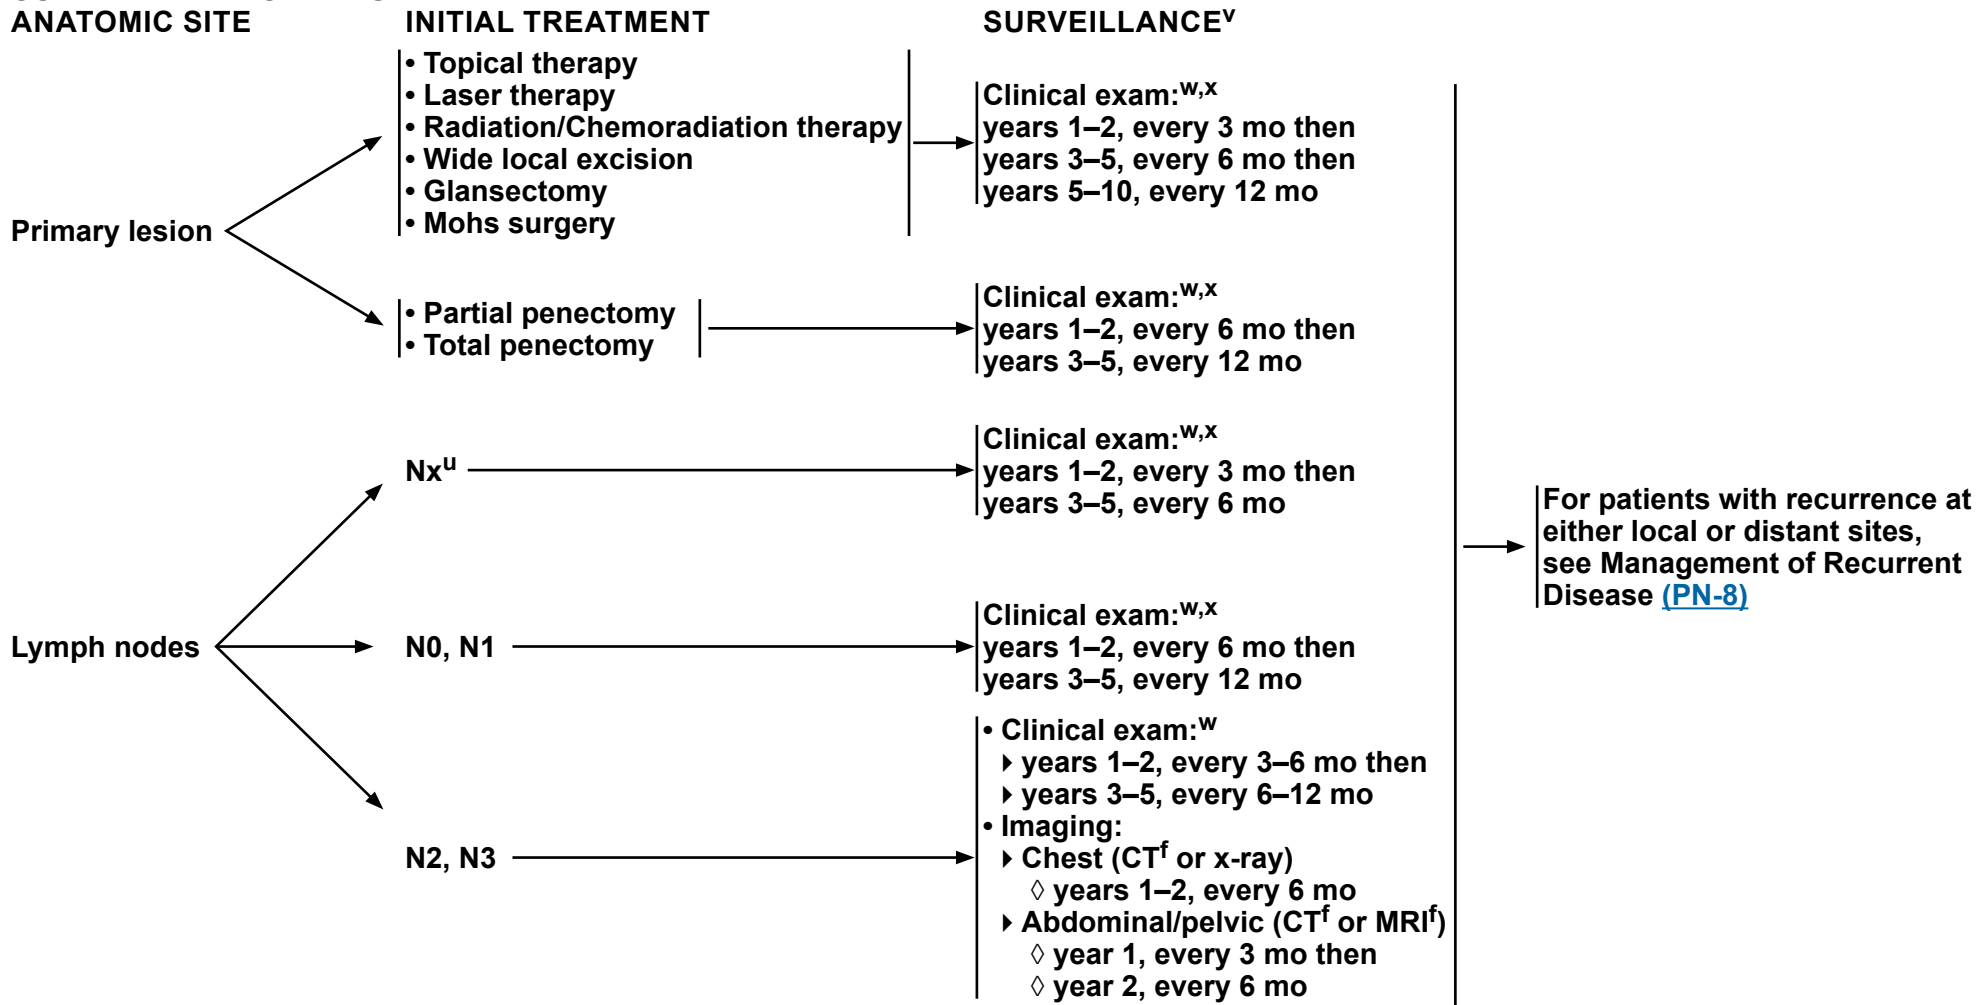 ANATOMIC SITE
INITIAL TREATMENT
SURVEILLANCEᵛ
Primary lesion
• Topical therapy
• Laser therapy
• Radiation/Chemoradiation therapy
• Wide local excision
• Glansectomy
• Mohs surgery
Clinical exam:ʷ,ˣ
years 1–2, every 3 mo then
years 3–5, every 6 mo then
years 5–10, every 12 mo
• Partial penectomy
• Total penectomy
Clinical exam:ʷ,ˣ
years 1–2, every 6 mo then
years 3–5, every 12 mo
Lymph nodes
Nxᵘ
Clinical exam:ʷ,ˣ
years 1–2, every 3 mo then
years 3–5, every 6 mo
N0, N1
Clinical exam:ʷ,ˣ
years 1–2, every 6 mo then
years 3–5, every 12 mo
N2, N3
• Clinical exam:ʷ
▸ years 1–2, every 3–6 mo then
▸ years 3–5, every 6–12 mo
• Imaging:
▸ Chest (CTᶠ or x-ray)
◊ years 1–2, every 6 mo
▸ Abdominal/pelvic (CTᶠ or MRIᶠ)
◊ year 1, every 3 mo then
◊ year 2, every 6 mo
For patients with recurrence at
either local or distant sites,
see Management of Recurrent
Disease (PN-8)